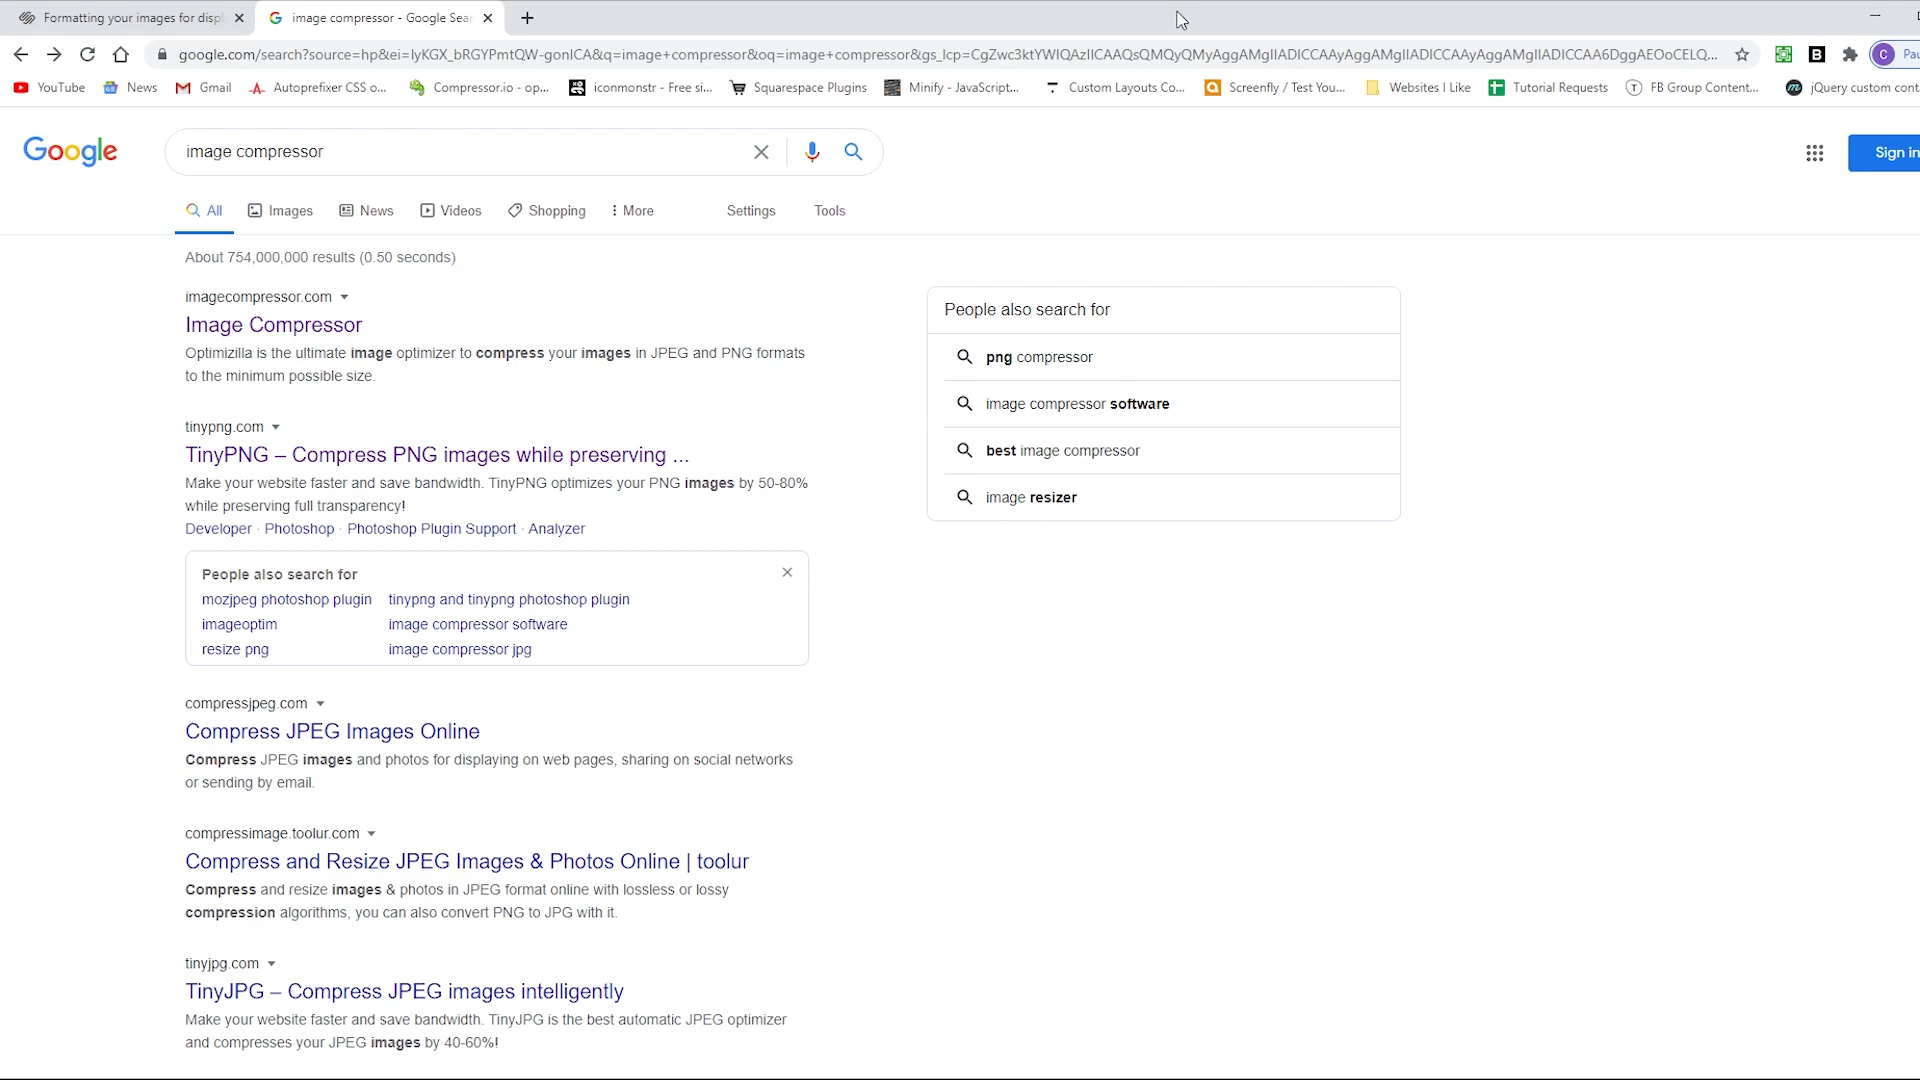 Formatting your images for disp
image compressor - Google Sear
google.com/search?source=hp&ei=IyKGX_bRGYPmtQW-gonICA&q=image+compressor&oq=image+compressor&gs_lcp=CgZwc3ktYWIQAzIICAAQsQMQyQMyAggAMgIIADICCAAyAggAMgIIADICCAAyAggAMgIIADICCAA6DggAEOoCELQ...
Pau
YouTube
News
Gmail
Autoprefixer CSS o...
Compressor.io - op...
iconmonstr - Free si...
Squarespace Plugins
Minify - JavaScript...
Custom Layouts Co...
Screenfly / Test You...
Websites I Like
Tutorial Requests
FB Group Content...
jQuery custom cont
Google
image compressor
Sign in
All
Images
News
Videos
Shopping
More
Settings
Tools
About 754,000,000 results (0.50 seconds)
imagecompressor.com
Image Compressor
Optimizilla is the ultimate image optimizer to compress your images in JPEG and PNG formats
to the minimum possible size.
tinypng.com
TinyPNG – Compress PNG images while preserving ...
Make your website faster and save bandwidth. TinyPNG optimizes your PNG images by 50-80%
while preserving full transparency!
Developer · Photoshop · Photoshop Plugin Support · Analyzer
People also search for
mozjpeg photoshop plugin
tinypng and tinypng photoshop plugin
imageoptim
image compressor software
resize png
image compressor jpg
compressjpeg.com
Compress JPEG Images Online
Compress JPEG images and photos for displaying on web pages, sharing on social networks
or sending by email.
compressimage.toolur.com
Compress and Resize JPEG Images & Photos Online | toolur
Compress and resize images & photos in JPEG format online with lossless or lossy
compression algorithms, you can also convert PNG to JPG with it.
tinyjpg.com
TinyJPG – Compress JPEG images intelligently
Make your website faster and save bandwidth. TinyJPG is the best automatic JPEG optimizer
and compresses your JPEG images by 40-60%!
People also search for
png compressor
image compressor software
best image compressor
image resizer